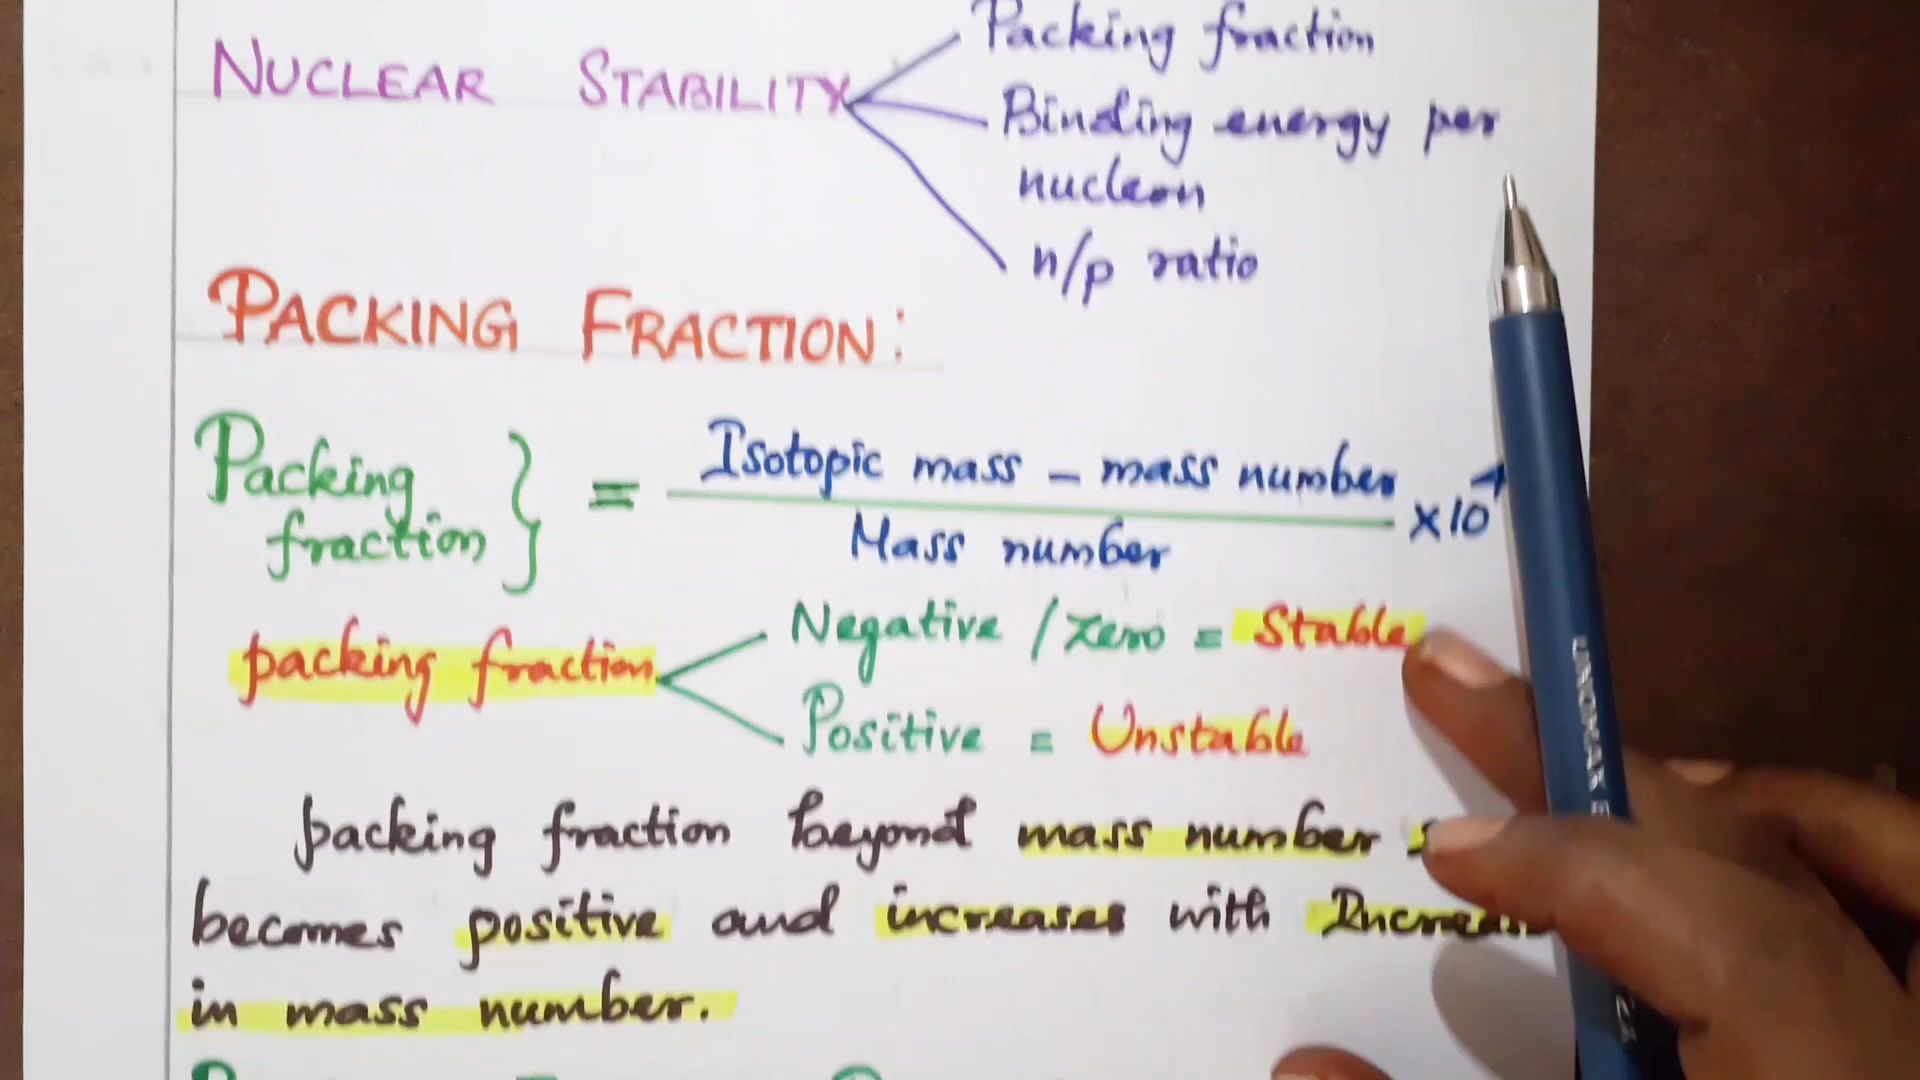 NUCLEAR STABILITY
Packing fraction
Binding energy per
nucleon
n/p ratio
PACKING FRACTION:
Packing
fraction } = Isotopic mass - mass number
Mass number
×10
packing fraction
Negative / zero = Stable
Positive = Unstable
packing fraction beyond mass number
becomes positive and increases with
in mass number.
UNOMAX